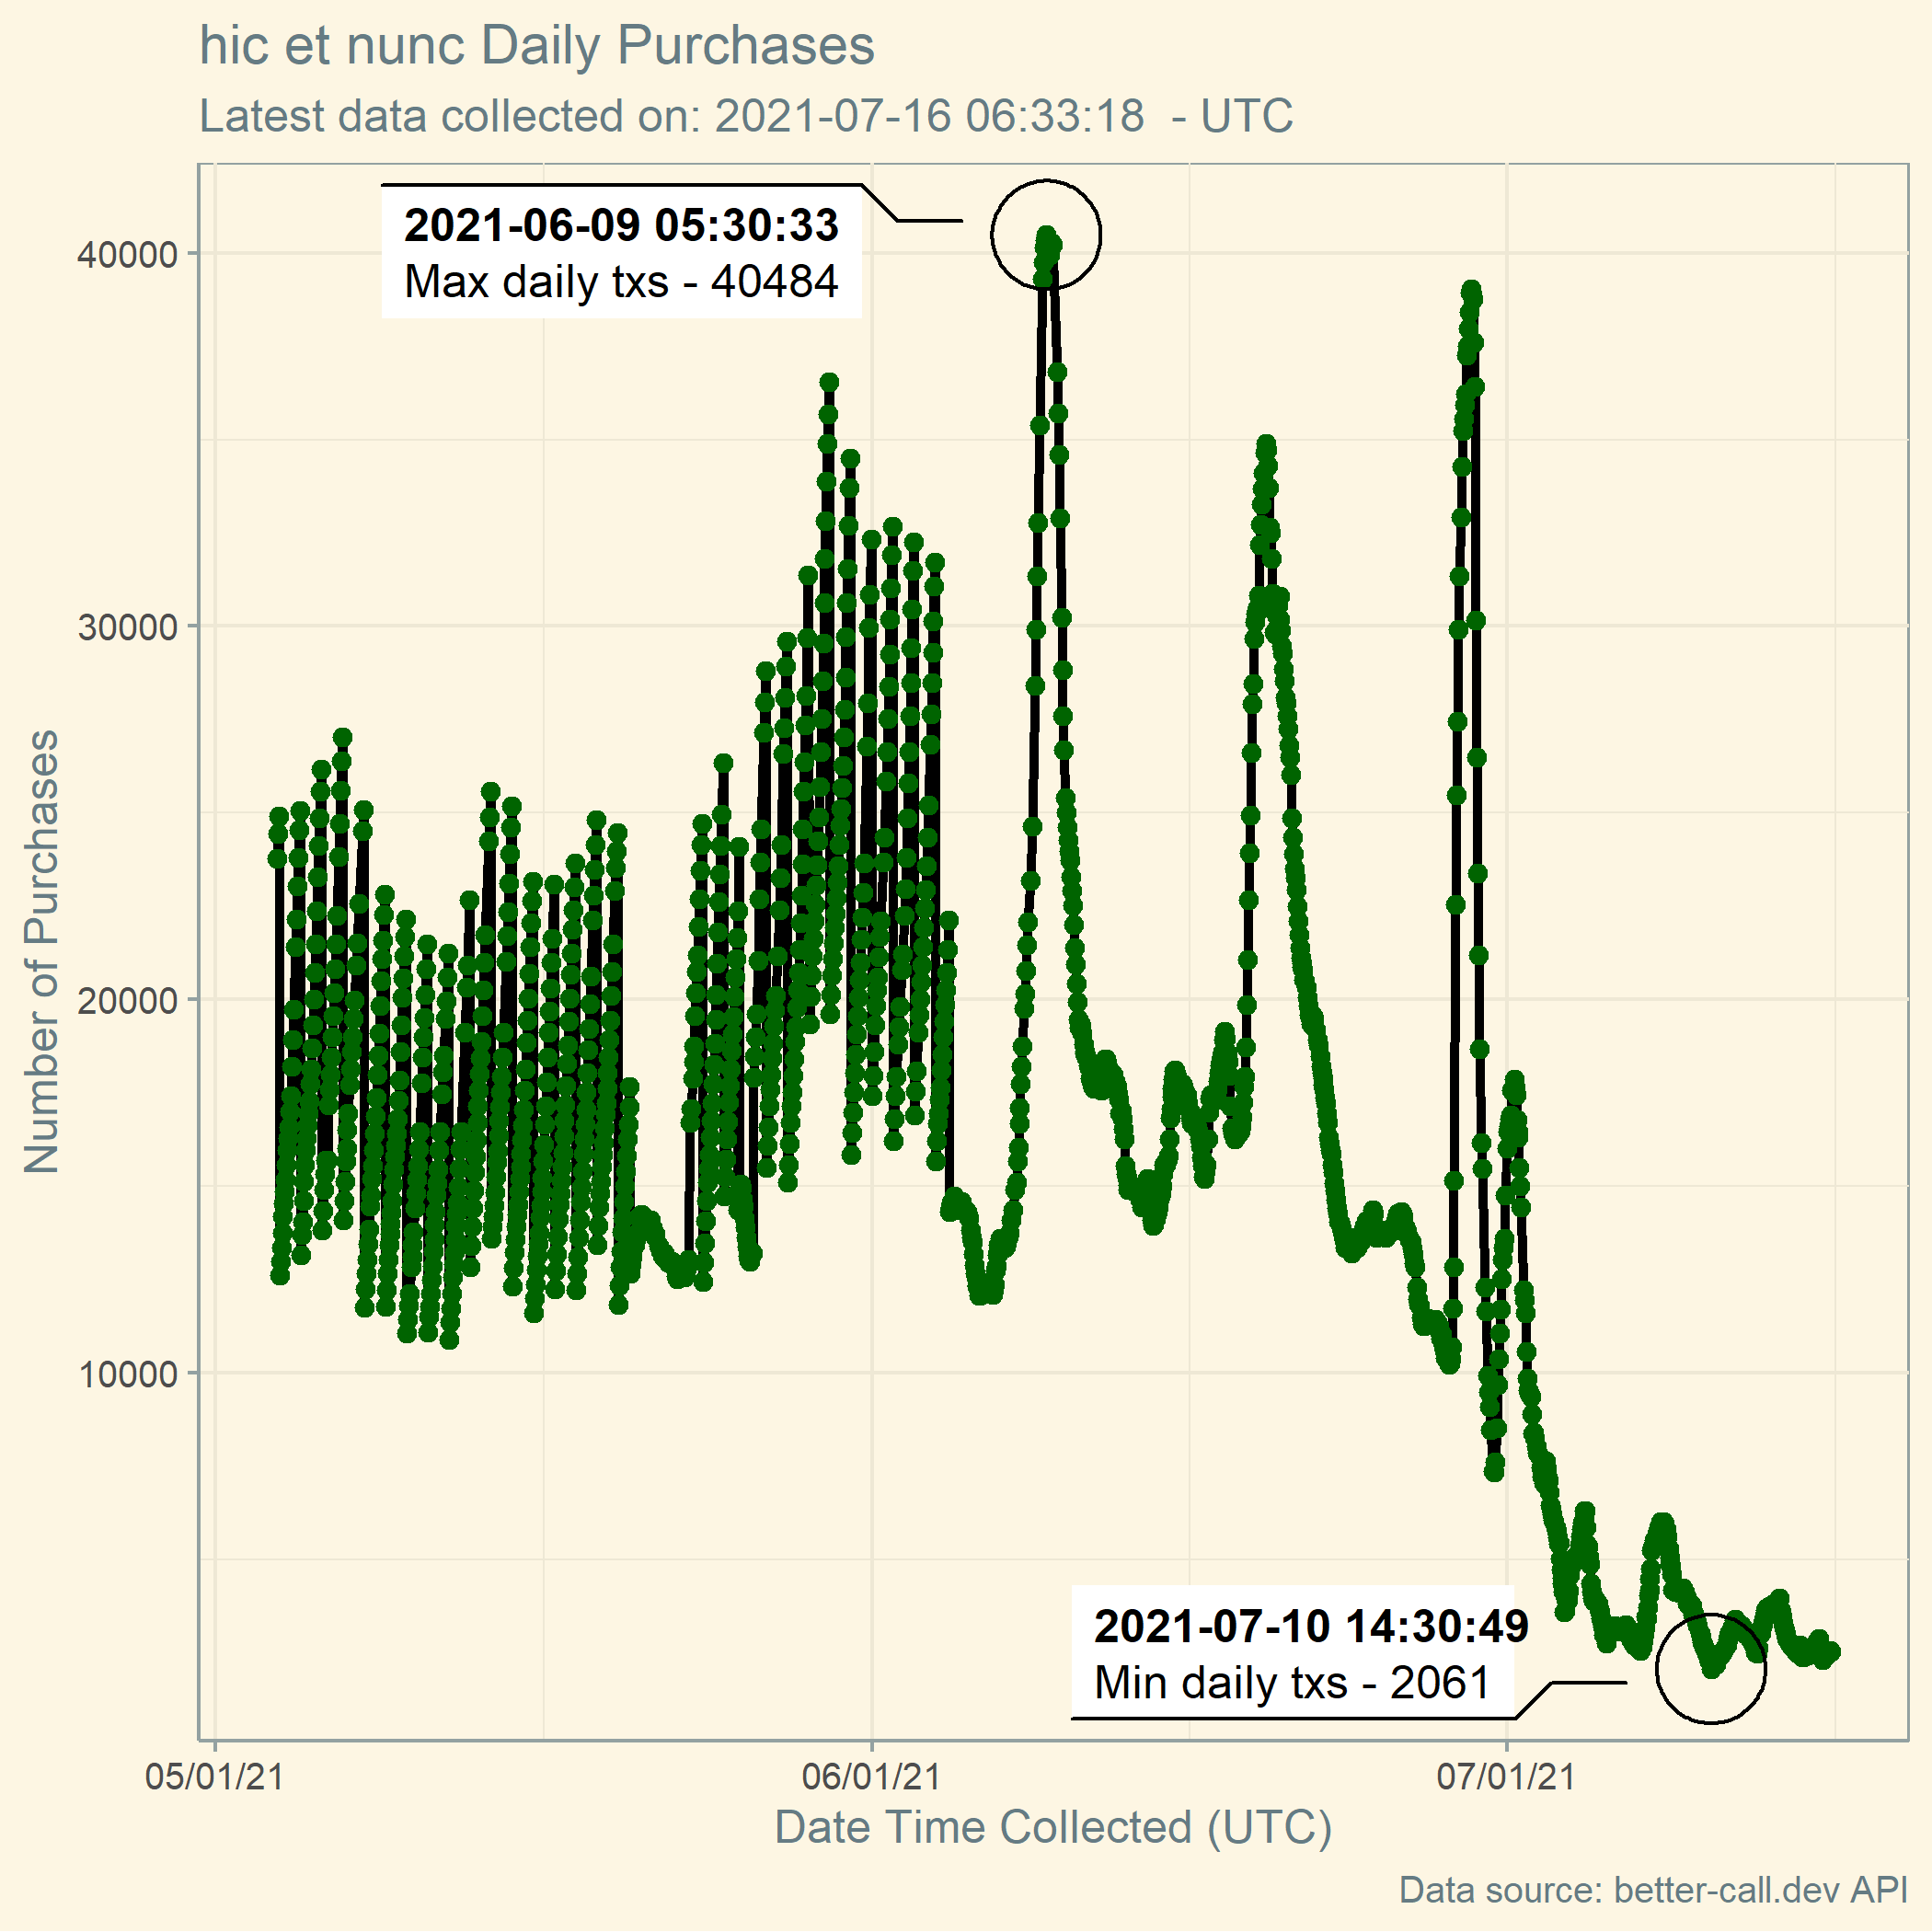 hic et nunc Daily Purchases
Latest data collected on: 2021-07-16 06:33:18  - UTC
2021-06-09 05:30:33
Max daily txs - 40484
40000
30000
20000
10000
Number of Purchases
2021-07-10 14:30:49
Min daily txs - 2061
05/01/21 06/01/21 07/01/21
Date Time Collected (UTC)
Data source: better-call.dev API